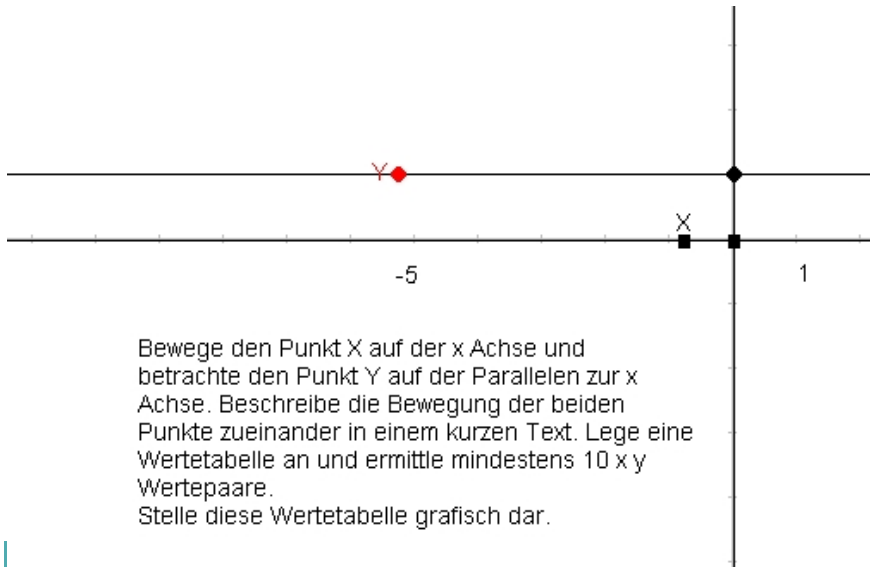 Y
X
-5
1
Bewege den Punkt X auf der x Achse und
betrachte den Punkt Y auf der Parallelen zur x
Achse. Beschreibe die Bewegung der beiden
Punkte zueinander in einem kurzen Text. Lege eine
Wertetabelle an und ermittle mindestens 10 x y
Wertepaare.
Stelle diese Wertetabelle grafisch dar.